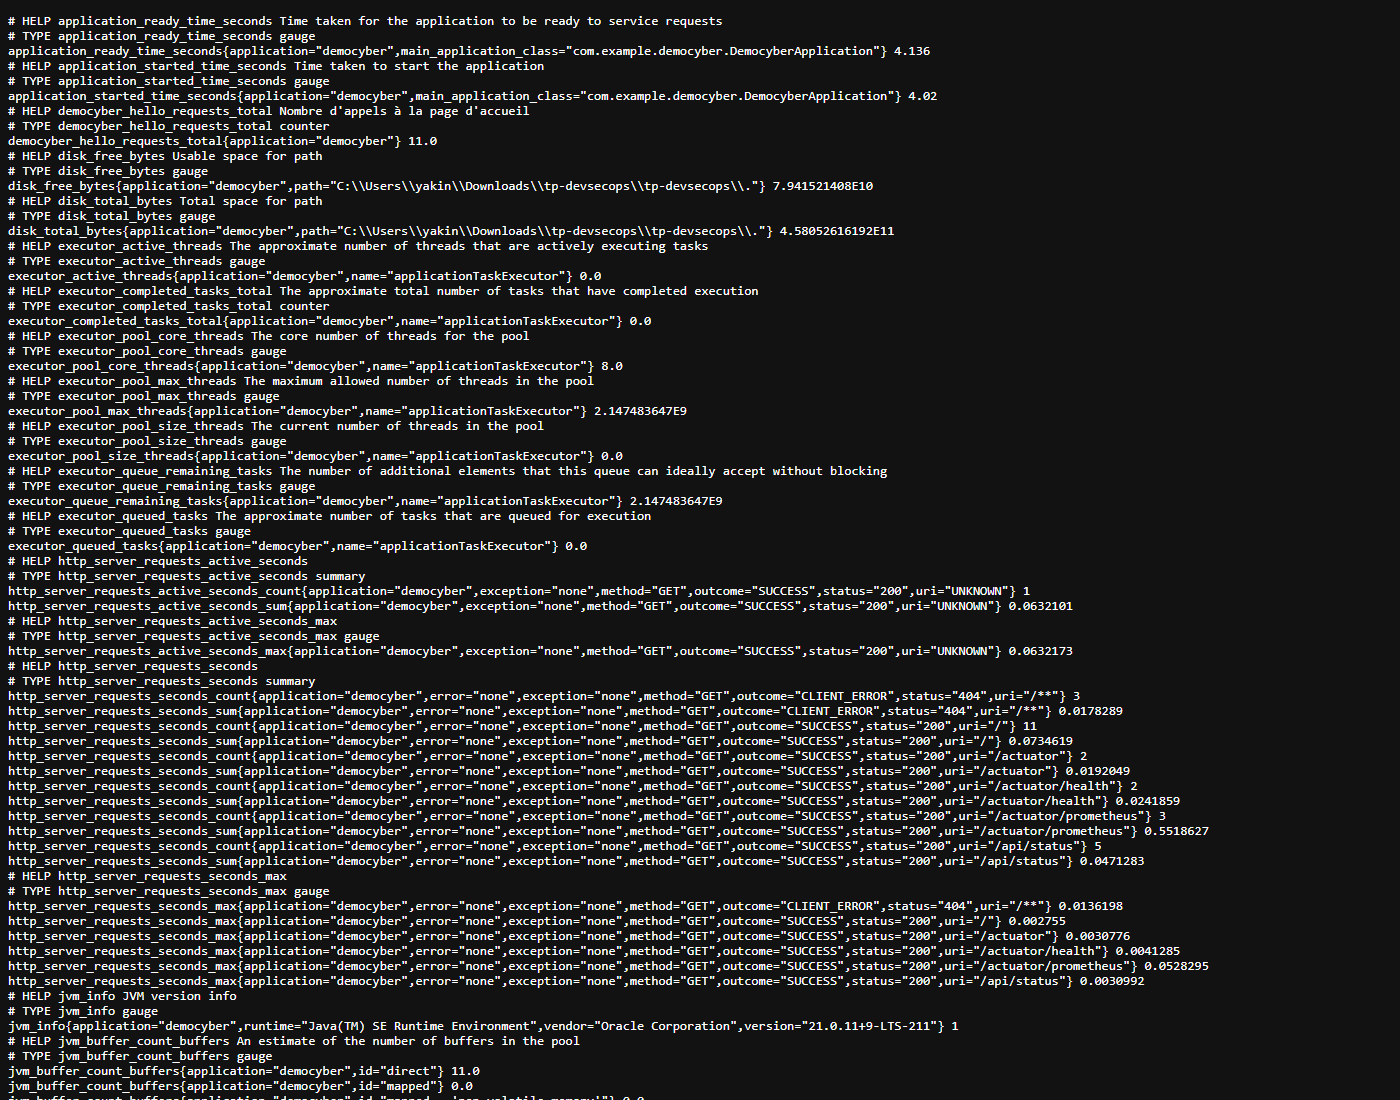 # HELP application_ready_time_seconds Time taken for the application to be ready to service requests
# TYPE application_ready_time_seconds gauge
application_ready_time_seconds{application="democyber",main_application_class="com.example.democyber.DemocyberApplication"} 4.136
# HELP application_started_time_seconds Time taken to start the application
# TYPE application_started_time_seconds gauge
application_started_time_seconds{application="democyber",main_application_class="com.example.democyber.DemocyberApplication"} 4.02
# HELP democyber_hello_requests_total Nombre d'appels à la page d'accueil
# TYPE democyber_hello_requests_total counter
democyber_hello_requests_total{application="democyber"} 11.0
# HELP disk_free_bytes Usable space for path
# TYPE disk_free_bytes gauge
disk_free_bytes{application="democyber",path="C:\\Users\\yakin\\Downloads\\tp-devsecops\\tp-devsecops\\."} 7.941521408E10
# HELP disk_total_bytes Total space for path
# TYPE disk_total_bytes gauge
disk_total_bytes{application="democyber",path="C:\\Users\\yakin\\Downloads\\tp-devsecops\\tp-devsecops\\."} 4.58052616192E11
# HELP executor_active_threads The approximate number of threads that are actively executing tasks
# TYPE executor_active_threads gauge
executor_active_threads{application="democyber",name="applicationTaskExecutor"} 0.0
# HELP executor_completed_tasks_total The approximate total number of tasks that have completed execution
# TYPE executor_completed_tasks_total counter
executor_completed_tasks_total{application="democyber",name="applicationTaskExecutor"} 0.0
# HELP executor_pool_core_threads The core number of threads for the pool
# TYPE executor_pool_core_threads gauge
executor_pool_core_threads{application="democyber",name="applicationTaskExecutor"} 8.0
# HELP executor_pool_max_threads The maximum allowed number of threads in the pool
# TYPE executor_pool_max_threads gauge
executor_pool_max_threads{application="democyber",name="applicationTaskExecutor"} 2.147483647E9
# HELP executor_pool_size_threads The current number of threads in the pool
# TYPE executor_pool_size_threads gauge
executor_pool_size_threads{application="democyber",name="applicationTaskExecutor"} 0.0
# HELP executor_queue_remaining_tasks The number of additional elements that this queue can ideally accept without blocking
# TYPE executor_queue_remaining_tasks gauge
executor_queue_remaining_tasks{application="democyber",name="applicationTaskExecutor"} 2.147483647E9
# HELP executor_queued_tasks The approximate number of tasks that are queued for execution
# TYPE executor_queued_tasks gauge
executor_queued_tasks{application="democyber",name="applicationTaskExecutor"} 0.0
# HELP http_server_requests_active_seconds
# TYPE http_server_requests_active_seconds summary
http_server_requests_active_seconds_count{application="democyber",exception="none",method="GET",outcome="SUCCESS",status="200",uri="UNKNOWN"} 1
http_server_requests_active_seconds_sum{application="democyber",exception="none",method="GET",outcome="SUCCESS",status="200",uri="UNKNOWN"} 0.0632101
# HELP http_server_requests_active_seconds_max
# TYPE http_server_requests_active_seconds_max gauge
http_server_requests_active_seconds_max{application="democyber",exception="none",method="GET",outcome="SUCCESS",status="200",uri="UNKNOWN"} 0.0632173
# HELP http_server_requests_seconds
# TYPE http_server_requests_seconds summary
http_server_requests_seconds_count{application="democyber",error="none",exception="none",method="GET",outcome="CLIENT_ERROR",status="404",uri="/**"} 3
http_server_requests_seconds_sum{application="democyber",error="none",exception="none",method="GET",outcome="CLIENT_ERROR",status="404",uri="/**"} 0.0178289
http_server_requests_seconds_count{application="democyber",error="none",exception="none",method="GET",outcome="SUCCESS",status="200",uri="/"} 11
http_server_requests_seconds_sum{application="democyber",error="none",exception="none",method="GET",outcome="SUCCESS",status="200",uri="/"} 0.0734619
http_server_requests_seconds_count{application="democyber",error="none",exception="none",method="GET",outcome="SUCCESS",status="200",uri="/actuator"} 2
http_server_requests_seconds_sum{application="democyber",error="none",exception="none",method="GET",outcome="SUCCESS",status="200",uri="/actuator"} 0.0192049
http_server_requests_seconds_count{application="democyber",error="none",exception="none",method="GET",outcome="SUCCESS",status="200",uri="/actuator/health"} 2
http_server_requests_seconds_sum{application="democyber",error="none",exception="none",method="GET",outcome="SUCCESS",status="200",uri="/actuator/health"} 0.0241859
http_server_requests_seconds_count{application="democyber",error="none",exception="none",method="GET",outcome="SUCCESS",status="200",uri="/actuator/prometheus"} 3
http_server_requests_seconds_sum{application="democyber",error="none",exception="none",method="GET",outcome="SUCCESS",status="200",uri="/actuator/prometheus"} 0.5518627
http_server_requests_seconds_count{application="democyber",error="none",exception="none",method="GET",outcome="SUCCESS",status="200",uri="/api/status"} 5
http_server_requests_seconds_sum{application="democyber",error="none",exception="none",method="GET",outcome="SUCCESS",status="200",uri="/api/status"} 0.0471283
# HELP http_server_requests_seconds_max
# TYPE http_server_requests_seconds_max gauge
http_server_requests_seconds_max{application="democyber",error="none",exception="none",method="GET",outcome="CLIENT_ERROR",status="404",uri="/**"} 0.0136198
http_server_requests_seconds_max{application="democyber",error="none",exception="none",method="GET",outcome="SUCCESS",status="200",uri="/"} 0.002755
http_server_requests_seconds_max{application="democyber",error="none",exception="none",method="GET",outcome="SUCCESS",status="200",uri="/actuator"} 0.0030776
http_server_requests_seconds_max{application="democyber",error="none",exception="none",method="GET",outcome="SUCCESS",status="200",uri="/actuator/health"} 0.0041285
http_server_requests_seconds_max{application="democyber",error="none",exception="none",method="GET",outcome="SUCCESS",status="200",uri="/actuator/prometheus"} 0.0528295
http_server_requests_seconds_max{application="democyber",error="none",exception="none",method="GET",outcome="SUCCESS",status="200",uri="/api/status"} 0.0030992
# HELP jvm_info JVM version info
# TYPE jvm_info gauge
jvm_info{application="democyber",runtime="Java(TM) SE Runtime Environment",vendor="Oracle Corporation",version="21.0.11+9-LTS-211"} 1
# HELP jvm_buffer_count_buffers An estimate of the number of buffers in the pool
# TYPE jvm_buffer_count_buffers gauge
jvm_buffer_count_buffers{application="democyber",id="direct"} 11.0
jvm_buffer_count_buffers{application="democyber",id="mapped"} 0.0